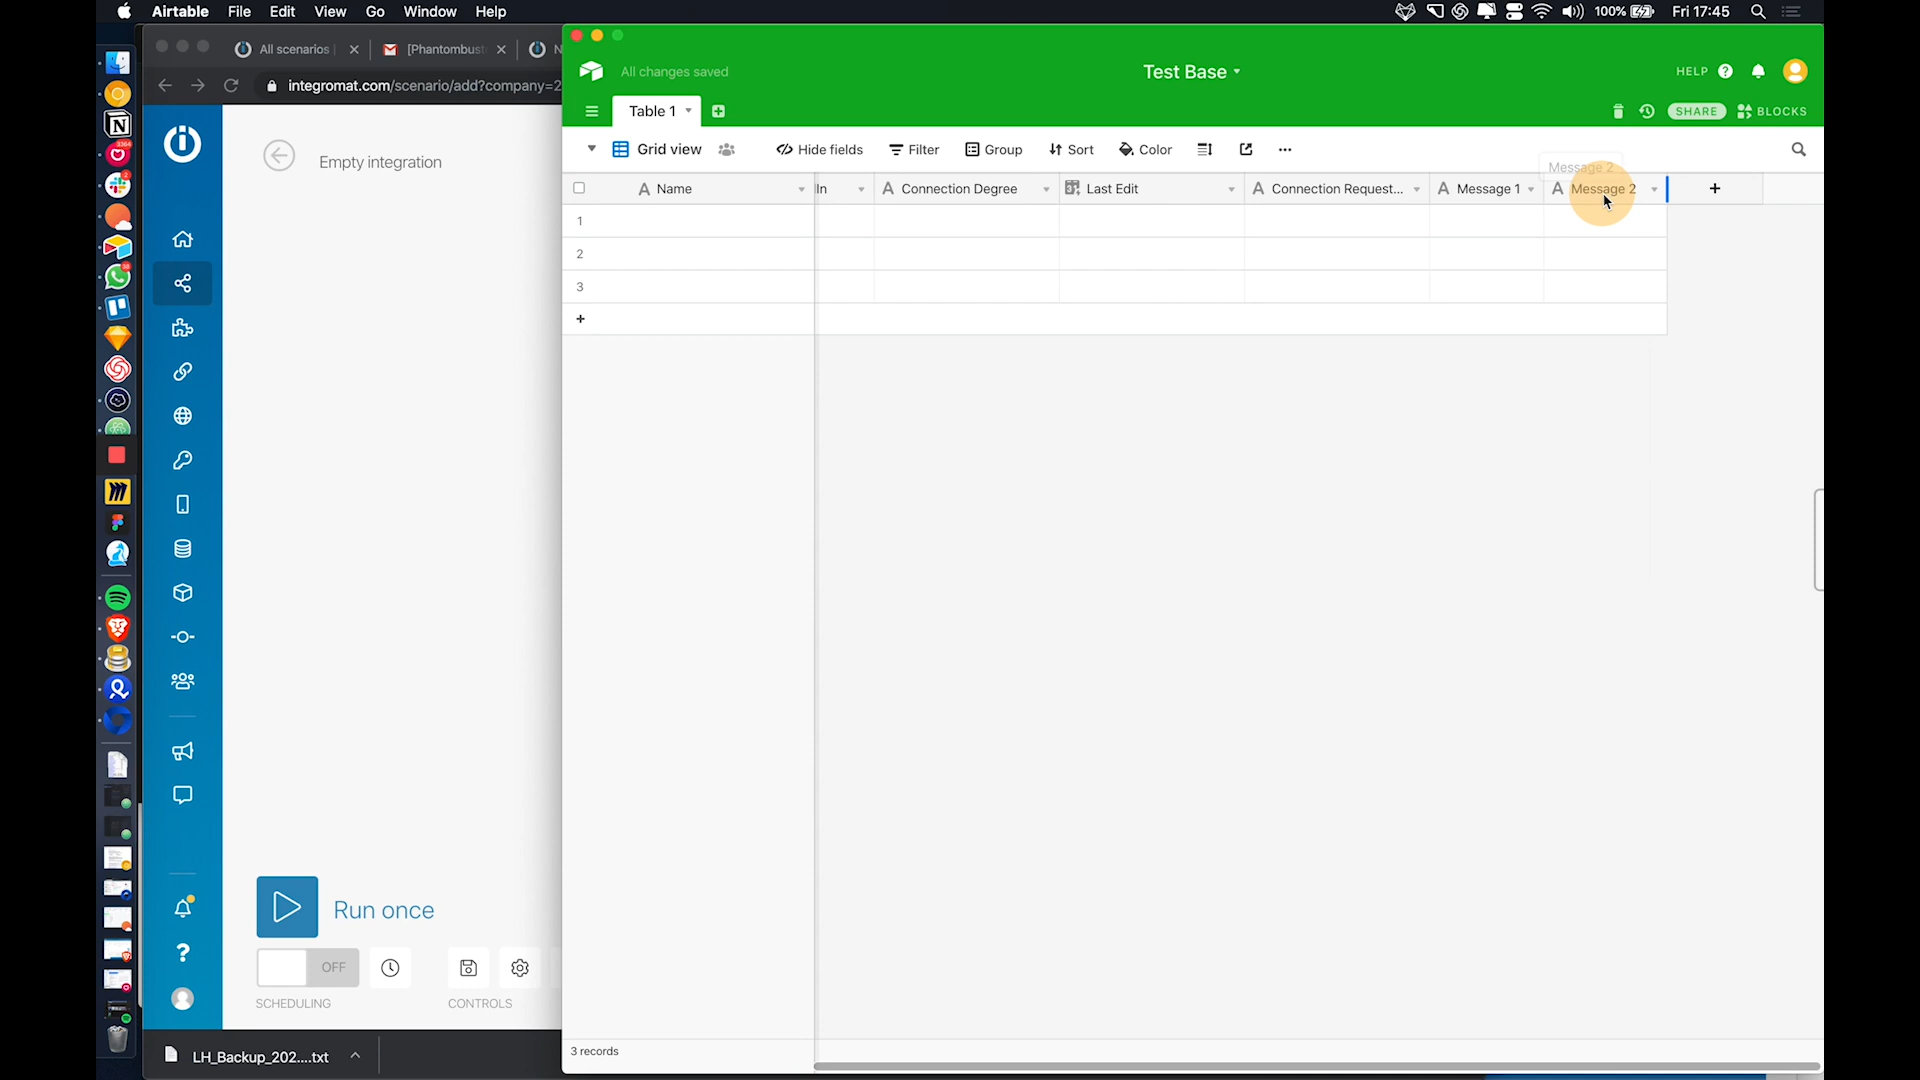 Airtable File Edit View Go Window Help
100% Fri 17:45
All scenarios
[Phantombust
N
integromat.com/scenario/add?company=2
Empty integration
Run once
OFF
SCHEDULING
CONTROLS
LH_Backup_202....txt
All changes saved
Test Base
HELP
Table 1
SHARE
BLOCKS
Grid view
Hide fields
Filter
Group
Sort
Color
Message 2
Name
In
Connection Degree
Last Edit
Connection Request...
Message 1
Message 2
1
2
3
3 records